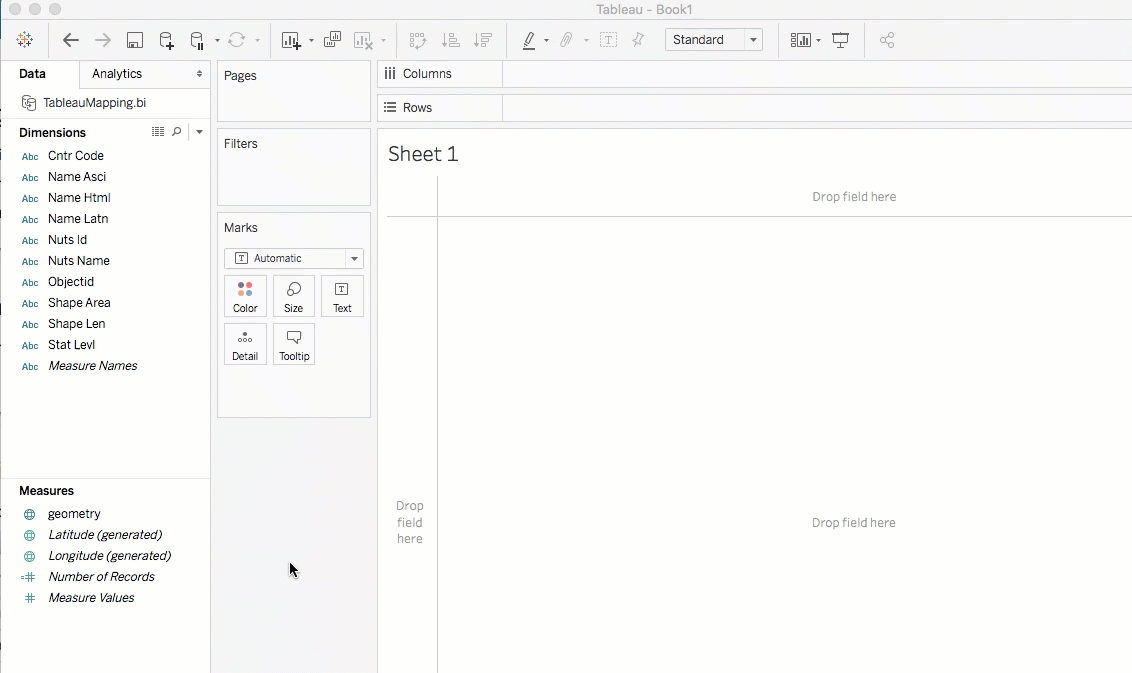 Tableau - Book1
Standard
Data
Analytics
TableauMapping.bi
Dimensions
Abc Cntr Code
Abc Name Asci
Abc Name Html
Abc Name Latn
Abc Nuts Id
Abc Nuts Name
Abc Objectid
Abc Shape Area
Abc Shape Len
Abc Stat Levl
Abc Measure Names
Measures
geometry
Latitude (generated)
Longitude (generated)
Number of Records
Measure Values
Pages
Filters
Marks
T Automatic
Color
Size
Text
Detail
Tooltip
Columns
Rows
Sheet 1
Drop field here
Drop
field
here
Drop field here